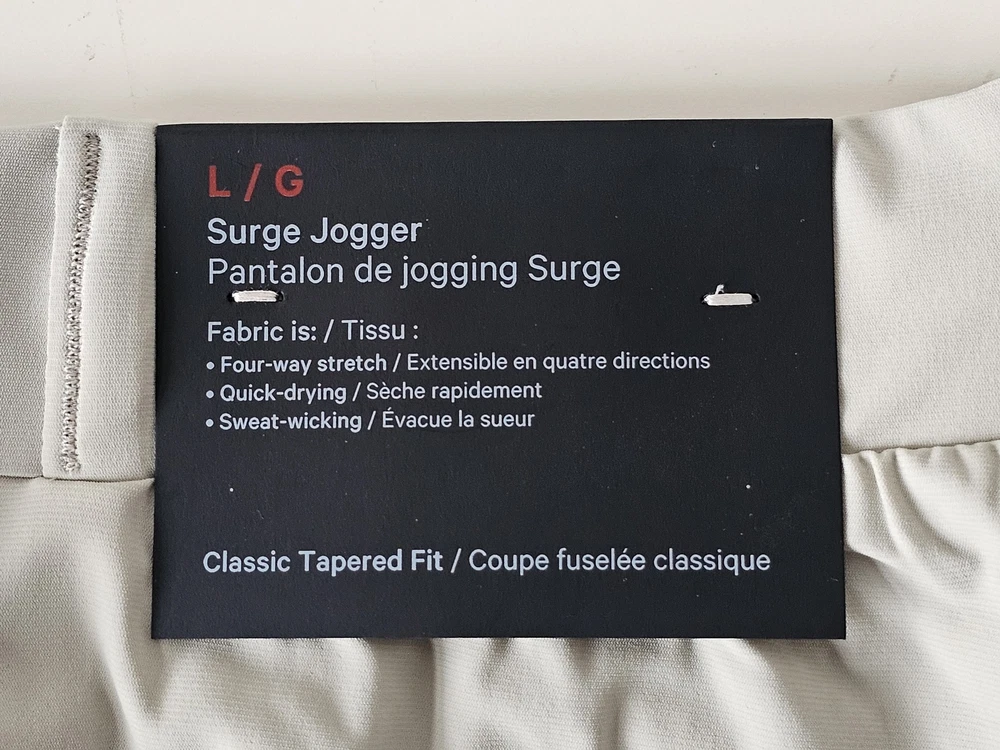 L / G
Surge Jogger
Pantalon de jogging Surge
Fabric is: / Tissu :
• Four-way stretch / Extensible en quatre directions
• Quick-drying / Sèche rapidement
• Sweat-wicking / Évacue la sueur
Classic Tapered Fit / Coupe fuselée classique